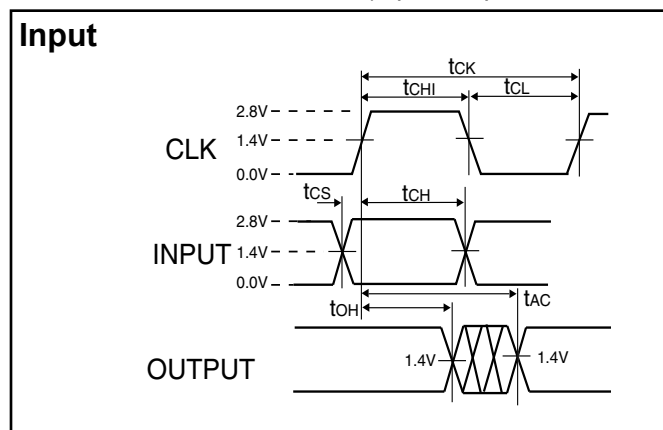 Input
tCK
tCHI tCL
2.8V
CLK 1.4V
0.0V
tCS tCH
2.8V
INPUT 1.4V
0.0V
tAC
tOH
1.4V 1.4V
OUTPUT